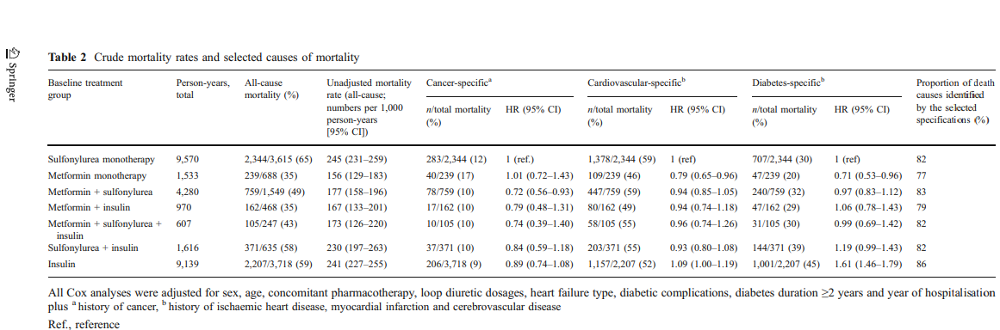 Springer
Table 2 Crude mortality rates and selected causes of mortality
Baseline treatment group Person-years, total All-cause mortality (%) Unadjusted mortality rate (all-cause; numbers per 1,000 person-years [95% CI]) Cancer-specificᵃ Cardiovascular-specificᵇ Diabetes-specificᵇ Proportion of death causes identified by the selected specifications (%)
n/total mortality (%) HR (95% CI) n/total mortality (%) HR (95% CI) n/total mortality (%) HR (95% CI)
Sulfonylurea monotherapy 9,570 2,344/3,615 (65) 245 (231–259) 283/2,344 (12) 1 (ref.) 1,378/2,344 (59) 1 (ref) 707/2,344 (30) 1 (ref) 82
Metformin monotherapy 1,533 239/688 (35) 156 (129–183) 40/239 (17) 1.01 (0.72–1.43) 109/239 (46) 0.79 (0.65–0.96) 47/239 (20) 0.71 (0.53–0.96) 77
Metformin + sulfonylurea 4,280 759/1,549 (49) 177 (158–196) 78/759 (10) 0.72 (0.56–0.93) 447/759 (59) 0.94 (0.85–1.05) 240/759 (32) 0.97 (0.83–1.12) 83
Metformin + insulin 970 162/468 (35) 167 (133–201) 17/162 (10) 0.79 (0.48–1.31) 80/162 (49) 0.94 (0.74–1.18) 47/162 (29) 1.06 (0.78–1.43) 79
Metformin + sulfonylurea + insulin 607 105/247 (43) 173 (126–220) 10/105 (10) 0.74 (0.39–1.40) 58/105 (55) 0.96 (0.74–1.26) 31/105 (30) 0.99 (0.69–1.42) 82
Sulfonylurea + insulin 1,616 371/635 (58) 230 (197–263) 37/371 (10) 0.84 (0.59–1.18) 203/371 (55) 0.93 (0.80–1.08) 144/371 (39) 1.19 (0.99–1.43) 82
Insulin 9,139 2,207/3,718 (59) 241 (227–255) 206/3,718 (9) 0.89 (0.74–1.08) 1,157/2,207 (52) 1.09 (1.00–1.19) 1,001/2,207 (45) 1.61 (1.46–1.79) 86
All Cox analyses were adjusted for sex, age, concomitant pharmacotherapy, loop diuretic dosages, heart failure type, diabetic complications, diabetes duration ≥2 years and year of hospitalisation
plus ᵃ history of cancer, ᵇ history of ischaemic heart disease, myocardial infarction and cerebrovascular disease
Ref., reference